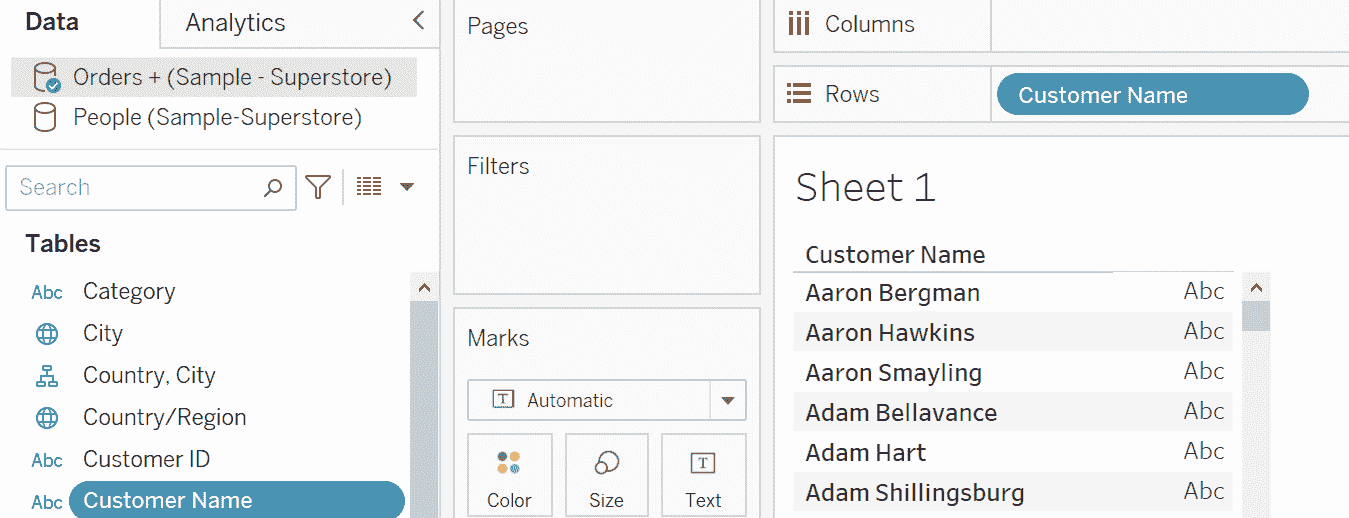 Data
Analytics
Orders + (Sample - Superstore)
People (Sample-Superstore)
Search
Tables
Abc Category
City
Country, City
Country/Region
Abc Customer ID
Abc Customer Name
Pages
Filters
Marks
T Automatic
Color
Size
T
Text
Columns
Rows
Customer Name
Sheet 1
Customer Name
Aaron Bergman Abc
Aaron Hawkins Abc
Aaron Smayling Abc
Adam Bellavance Abc
Adam Hart Abc
Adam Shillingsburg Abc